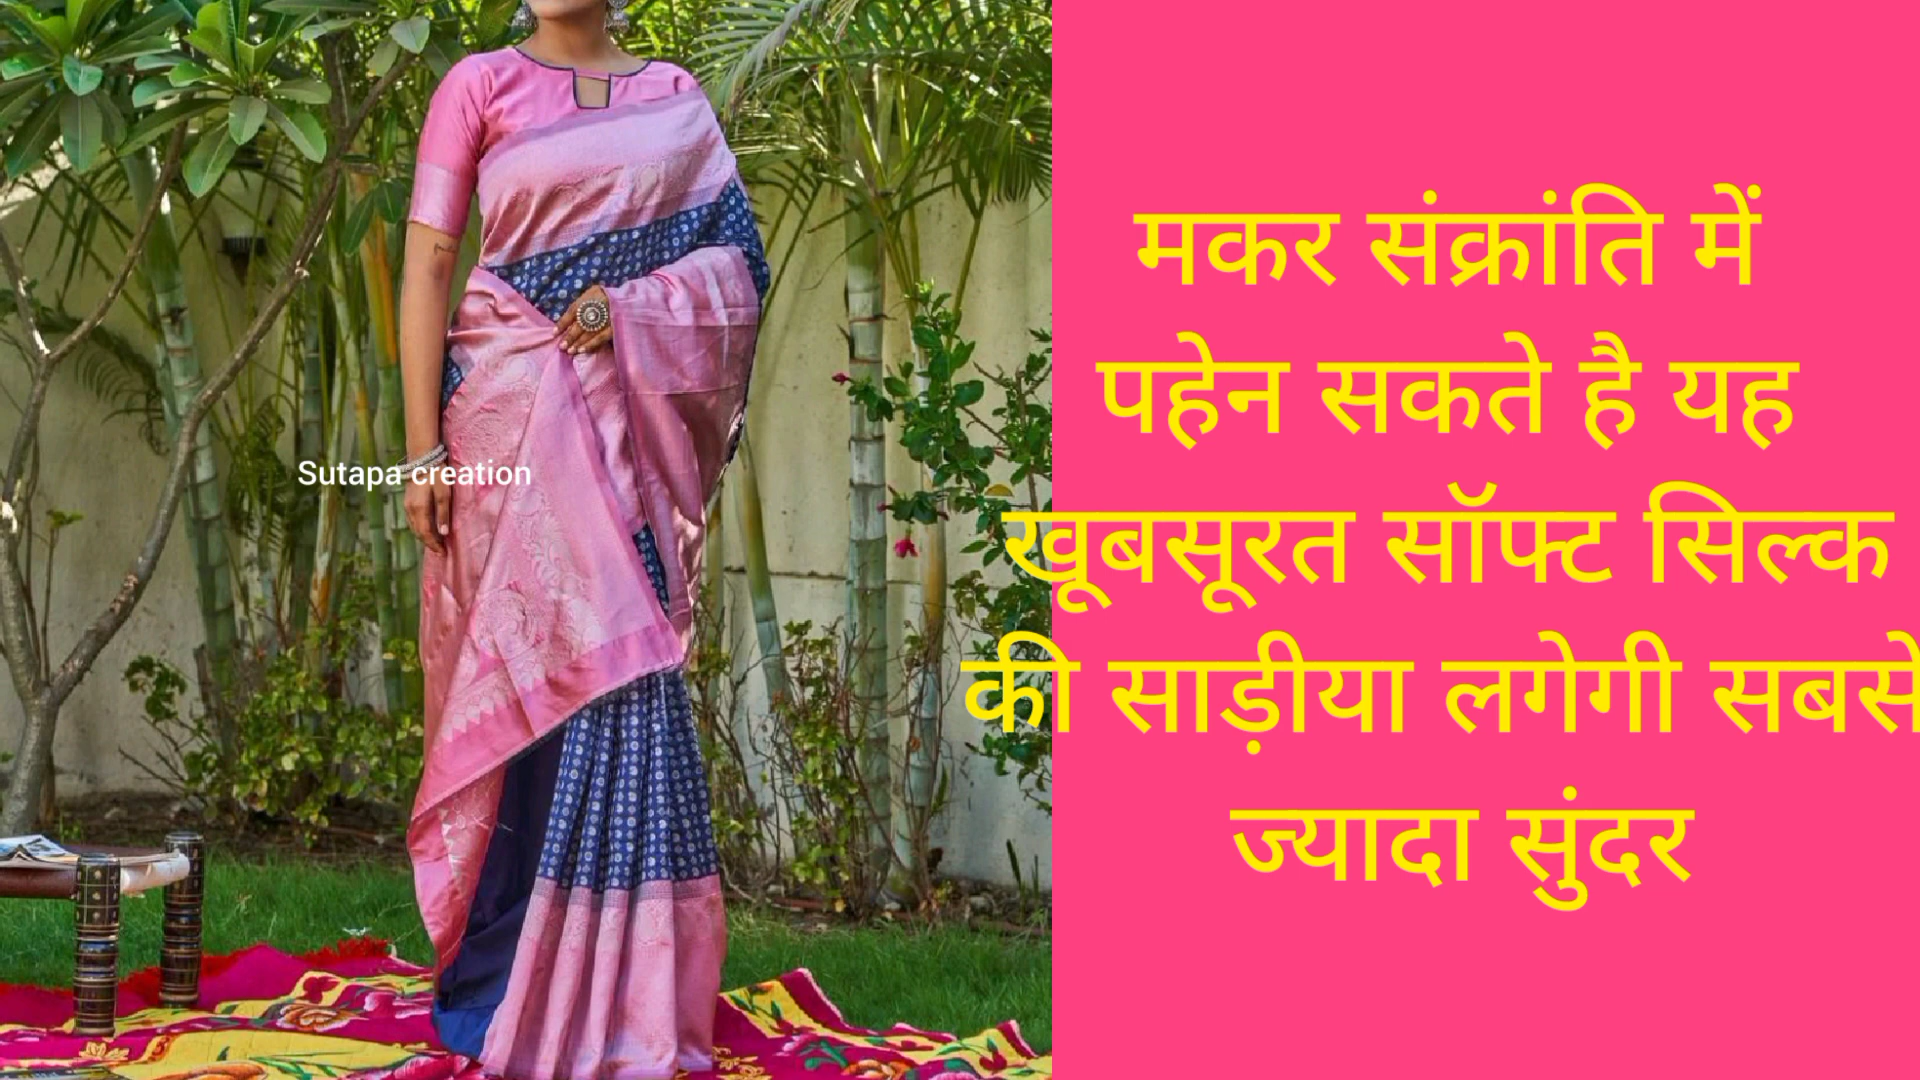 Sutapa creation
मकर संक्रांति में
पहेन सकते है यह
खूबसूरत सॉफ्ट सिल्क
की साड़ीया लगेगी सबसे
ज्यादा सुंदर